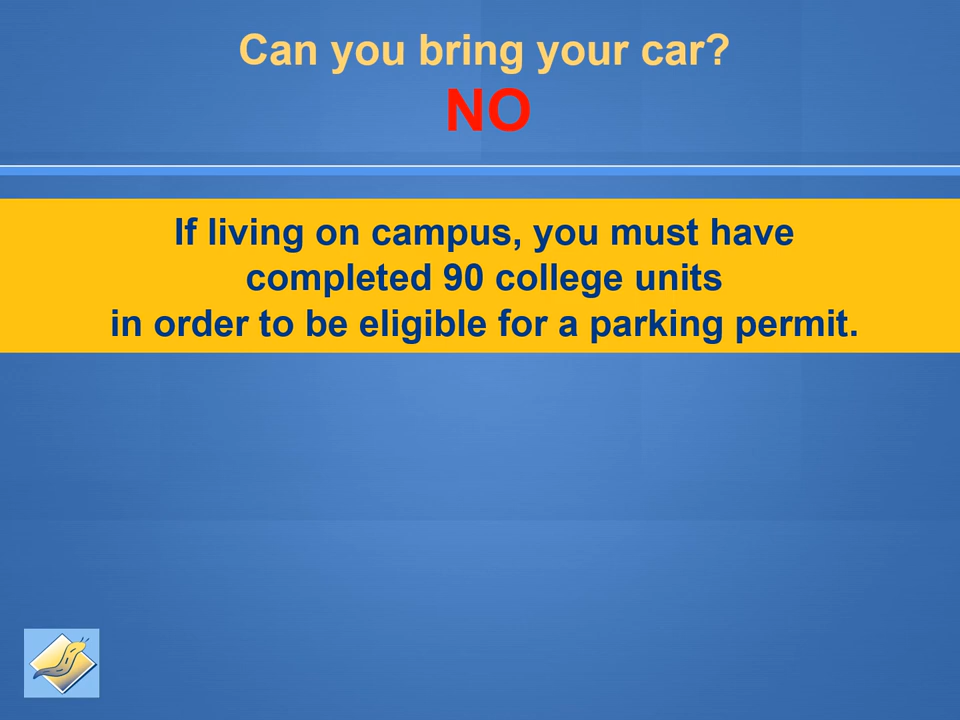 Can you bring your car?
NO
If living on campus, you must have
completed 90 college units
in order to be eligible for a parking permit.